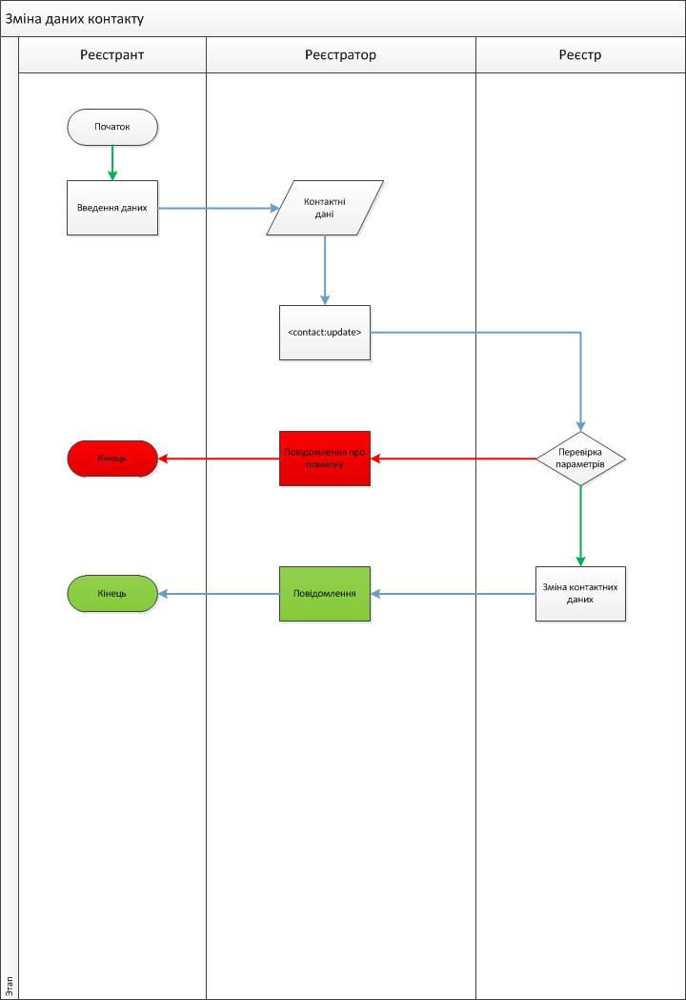 Зміна даних контакту
Реєстрант
Реєстратор
Реєстр
Початок
Введення даних
Контактні
дані
<contact:update>
Кінець
Повідомлення про
помилку
Перевірка
параметрів
Кінець
Повідомлення
Зміна контактних
даних
Этап